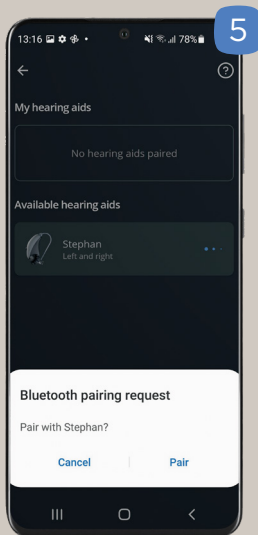 5
13:16
78%
?
My hearing aids
No hearing aids paired
Available hearing aids
Stephan
Left and right
Bluetooth pairing request
Pair with Stephan?
Cancel Pair